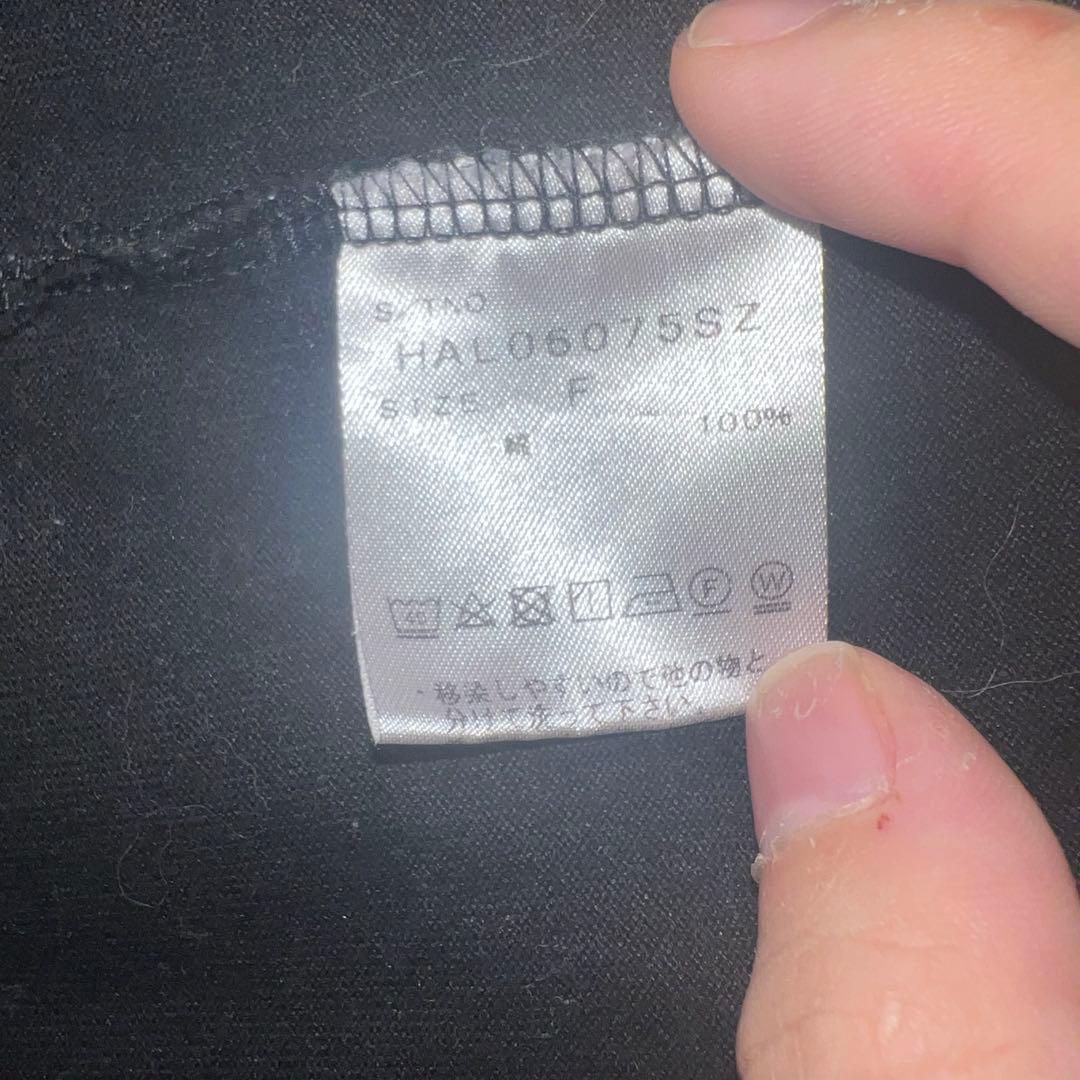 S/TNO
HAL06075SZ
SIZE F
綿 100%
F W
・移染しやすいので他の物と
分けて洗って下さい